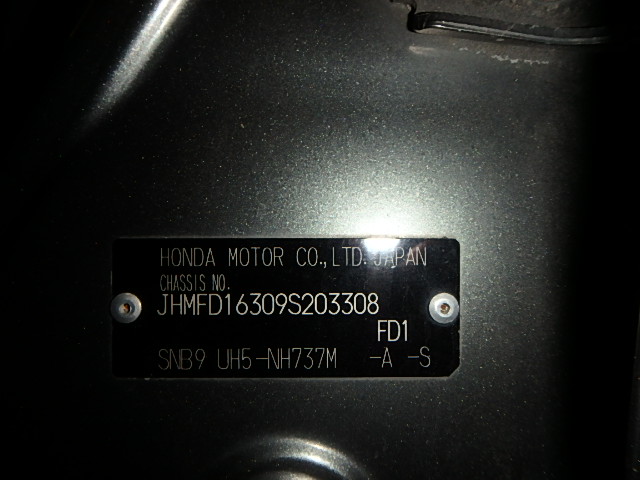 HONDA MOTOR CO.,LTD. JAPAN
CHASSIS NO.
JHMFD16309S203308
FD1
SNB9 UH5-NH737M -A -S